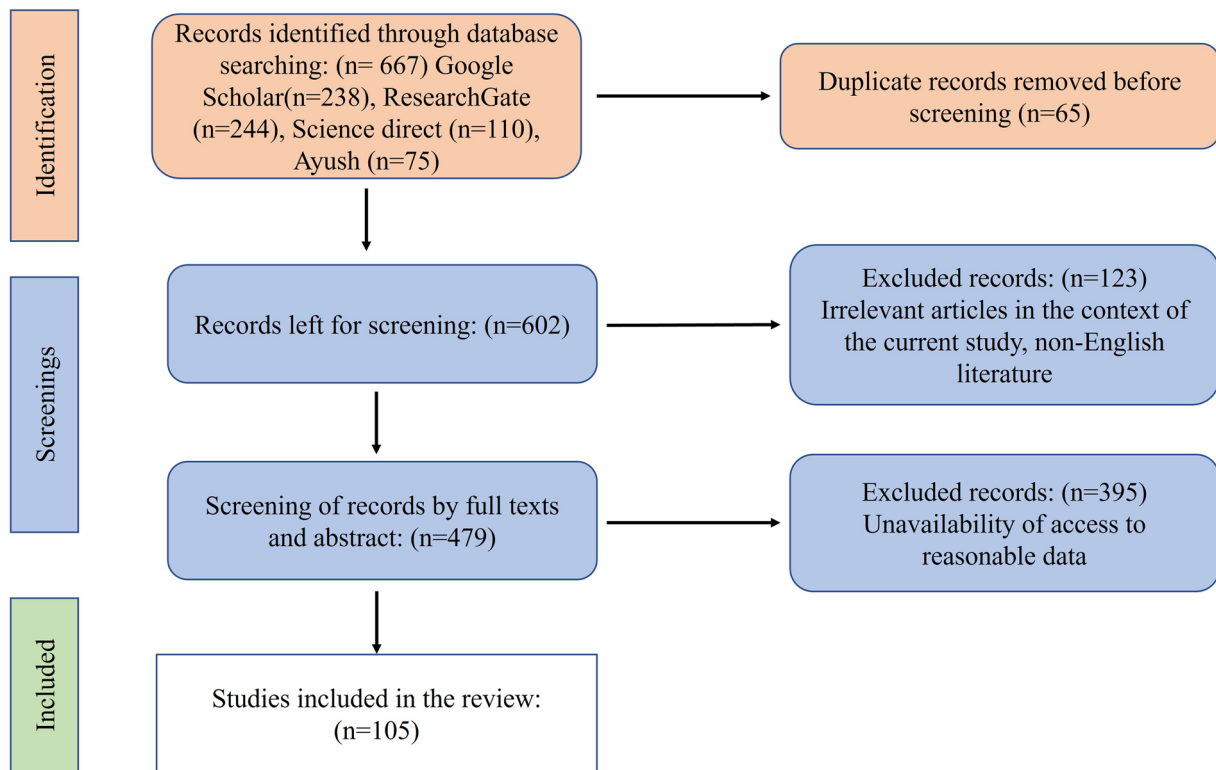 Identification
Records identified through database
searching: (n= 667) Google
Scholar(n=238), ResearchGate
(n=244), Science direct (n=110),
Ayush (n=75)
Duplicate records removed before
screening (n=65)
Screenings
Records left for screening: (n=602)
Excluded records: (n=123)
Irrelevant articles in the context of
the current study, non-English
literature
Screening of records by full texts
and abstract: (n=479)
Excluded records: (n=395)
Unavailability of access to
reasonable data
Included
Studies included in the review:
(n=105)